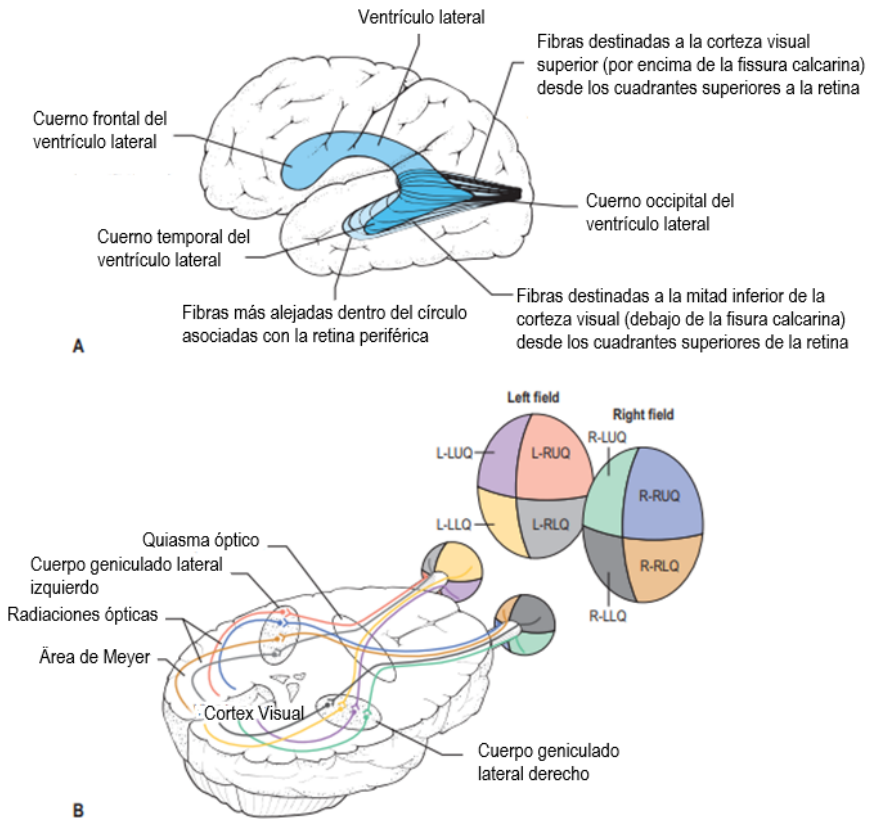 Ventrículo lateral
Fibras destinadas a la corteza visual
superior (por encima de la fissura calcarina)
desde los cuadrantes superiores a la retina
Cuerno frontal del
ventrículo lateral
Cuerno occipital del
ventrículo lateral
Cuerno temporal del
ventrículo lateral
Fibras más alejadas dentro del círculo
asociadas con la retina periférica
Fibras destinadas a la mitad inferior de la
corteza visual (debajo de la fisura calcarina)
desde los cuadrantes superiores de la retina
A
Left field
Right field
L-LUQ
L-RUQ
R-LUQ
R-RUQ
L-LLQ
L-RLQ
R-RLQ
R-LLQ
Quiasma óptico
Cuerpo geniculado lateral
izquierdo
Radiaciones ópticas
Ärea de Meyer
Cortex Visual
Cuerpo geniculado
lateral derecho
B